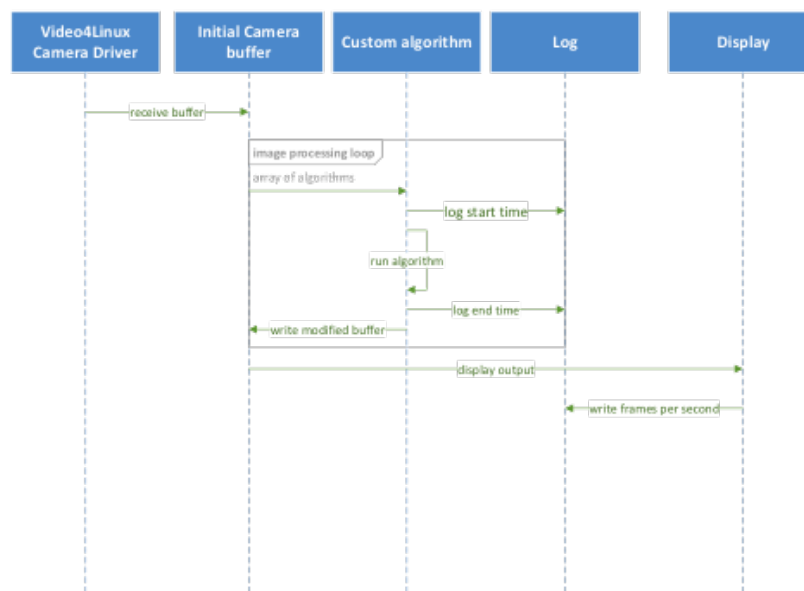 Video4Linux
Camera Driver
Initial Camera
buffer
Custom algorithm
Log
Display
receive buffer
image processing loop
array of algorithms
log start time
run algorithm
log end time
write modified buffer
display output
write frames per second